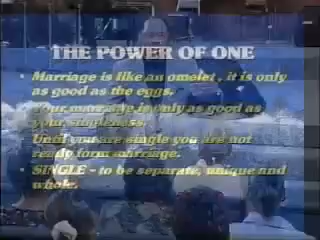 THE POWER OF ONE
• Marriage is like an omelet , it is only
as good as the eggs.
• Your marraive is only as good as
your singleness.
• Until you are single you are not
ready form marriage.
• SINGLE - to be separate, unique and
whole.